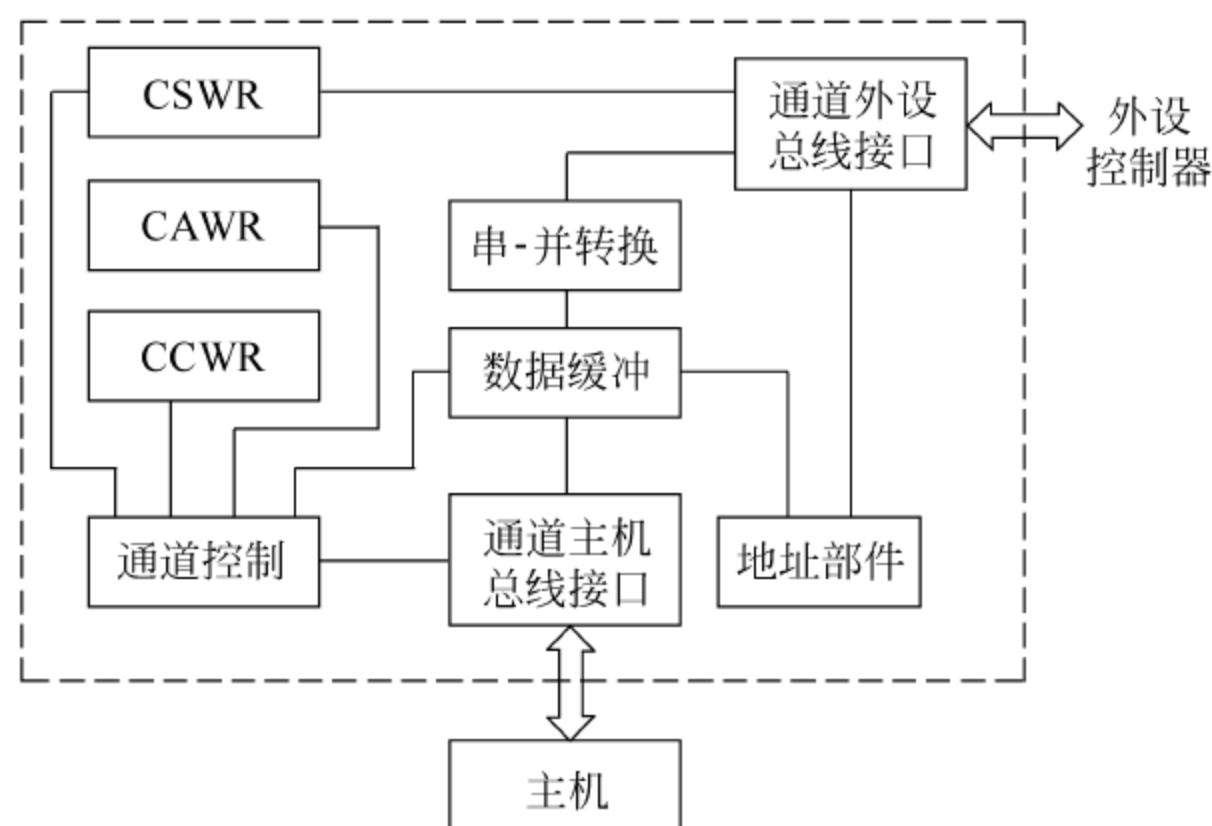 CSWR
通道外设
总线接口
外设
控制器
CAWR
串-并转换
CCWR
数据缓冲
通道控制
通道主机
总线接口
地址部件
主机